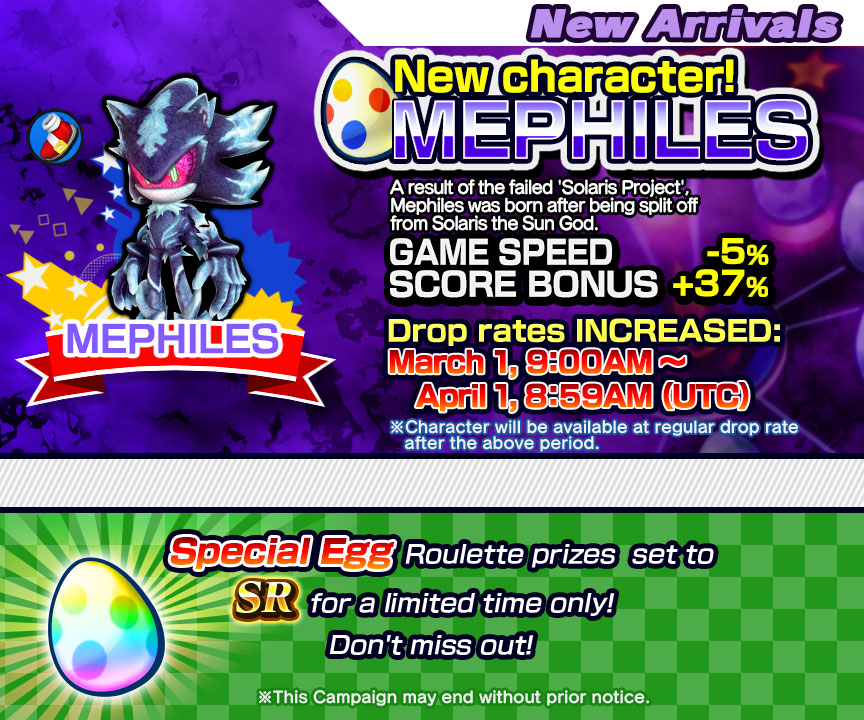 New Arrivals
New character!
MEPHILES
A result of the failed 'Solaris Project',
Mephiles was born after being split off
from Solaris the Sun God.
GAME SPEED -5%
SCORE BONUS +37%
MEPHILES
Drop rates INCREASED:
March 1, 9:00AM ~
April 1, 8:59AM (UTC)
※Character will be available at regular drop rate
after the above period.
Special Egg Roulette prizes set to
SR for a limited time only!
Don't miss out!
※This Campaign may end without prior notice.